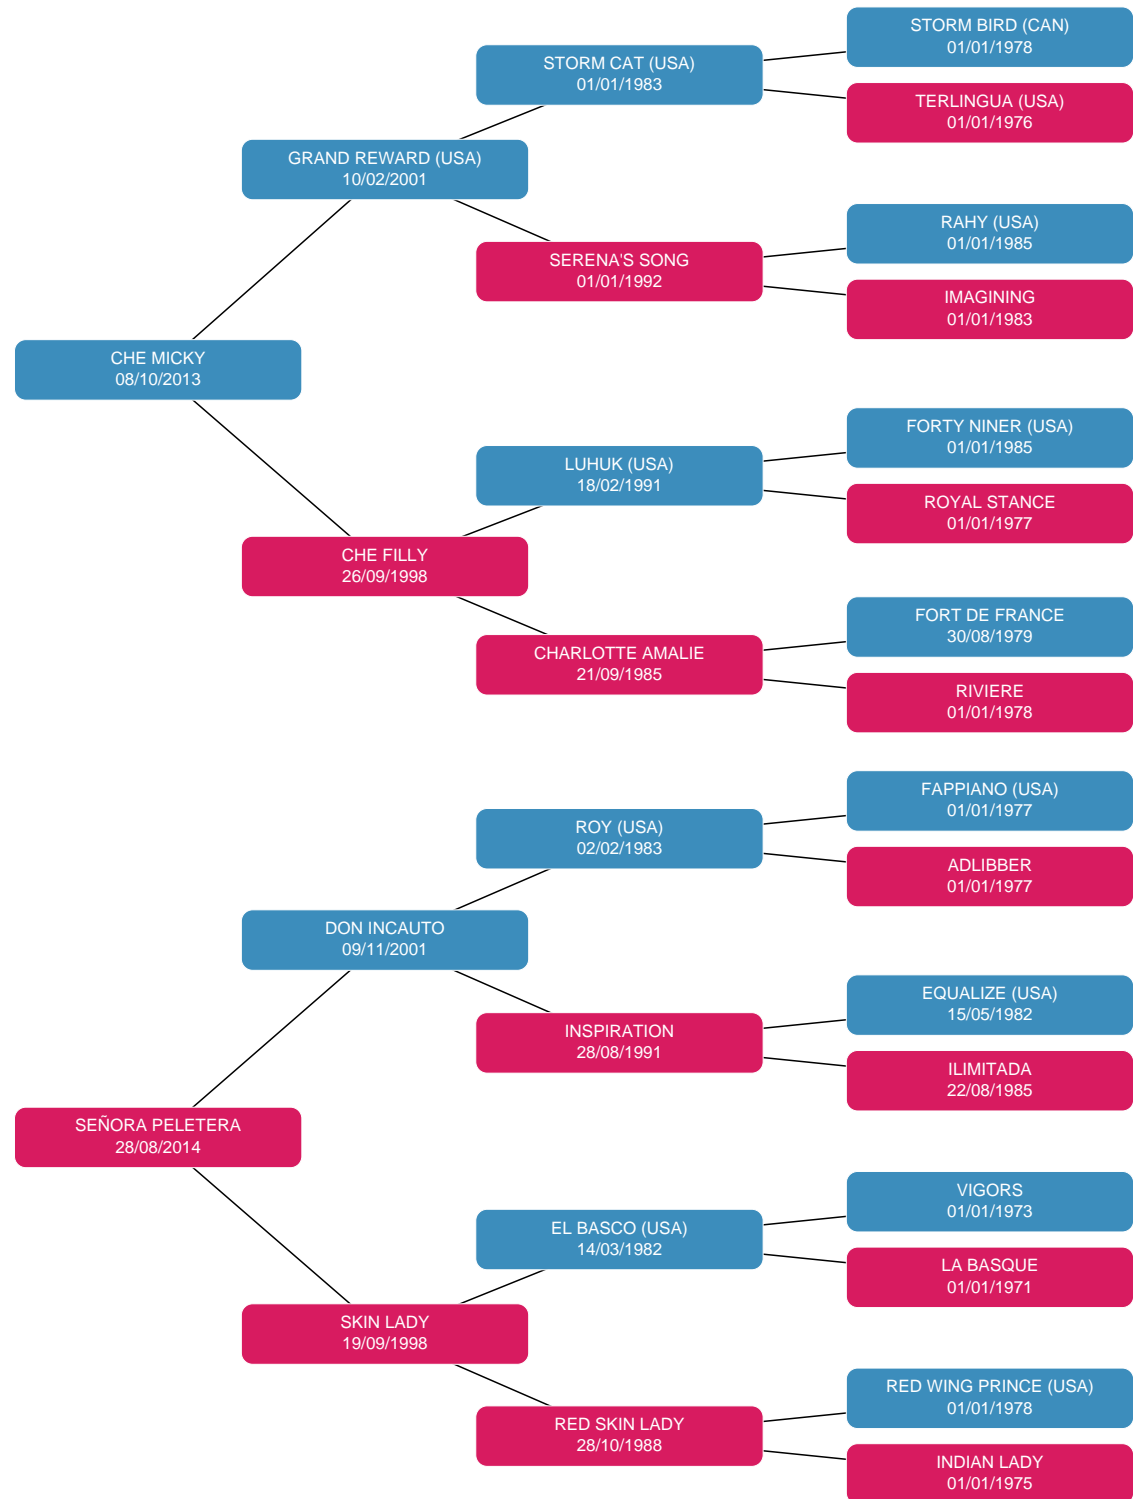 STORM BIRD (CAN)
01/01/1978
STORM CAT (USA)
01/01/1983
TERLINGUA (USA)
01/01/1976
GRAND REWARD (USA)
10/02/2001
RAHY (USA)
01/01/1985
SERENA'S SONG
01/01/1992
IMAGINING
01/01/1983
CHE MICKY
08/10/2013
FORTY NINER (USA)
01/01/1985
LUHUK (USA)
18/02/1991
ROYAL STANCE
01/01/1977
CHE FILLY
26/09/1998
FORT DE FRANCE
30/08/1979
CHARLOTTE AMALIE
21/09/1985
RIVIERE
01/01/1978
FAPPIANO (USA)
01/01/1977
ROY (USA)
02/02/1983
ADLIBBER
01/01/1977
DON INCAUTO
09/11/2001
EQUALIZE (USA)
15/05/1982
INSPIRATION
28/08/1991
ILIMITADA
22/08/1985
SEÑORA PELETERA
28/08/2014
VIGORS
01/01/1973
EL BASCO (USA)
14/03/1982
LA BASQUE
01/01/1971
SKIN LADY
19/09/1998
RED WING PRINCE (USA)
01/01/1978
RED SKIN LADY
28/10/1988
INDIAN LADY
01/01/1975